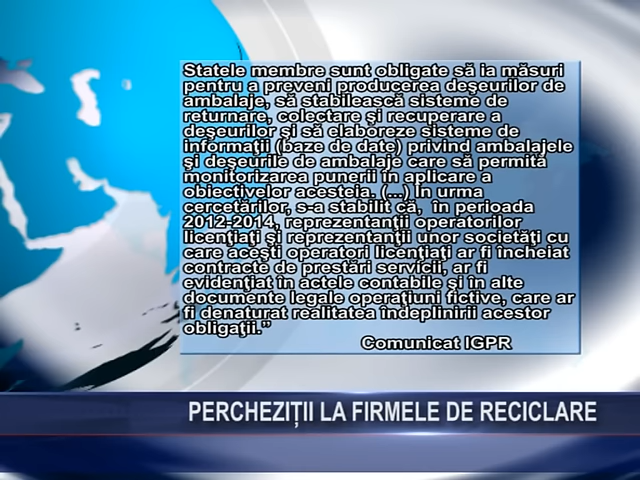 Statele membre sunt obligate să ia măsuri
pentru a preveni producerea deşeurilor de
ambalaje, să stabilească sisteme de
returnare, colectare şi recuperare a
deşeurilor şi să elaboreze sisteme de
informaţii (baze de date) privind ambalajele
şi deşeurile de ambalaje care să permită
monitorizarea punerii în aplicare a
obiectivelor acesteia. (...) În urma
cercetărilor, s-a stabilit că,  în perioada
2012-2014, reprezentanţii operatorilor
licenţiaţi şi reprezentanţii unor societăţi cu
care aceşti operatori licenţiaţi ar fi încheiat
contracte de prestări servicii, ar fi
evidenţiat în actele contabile şi în alte
documente legale operaţiuni fictive, care ar
fi denaturat realitatea îndeplinirii acestor
obligaţii.”
Comunicat IGPR
PERCHEZIȚII LA FIRMELE DE RECICLARE